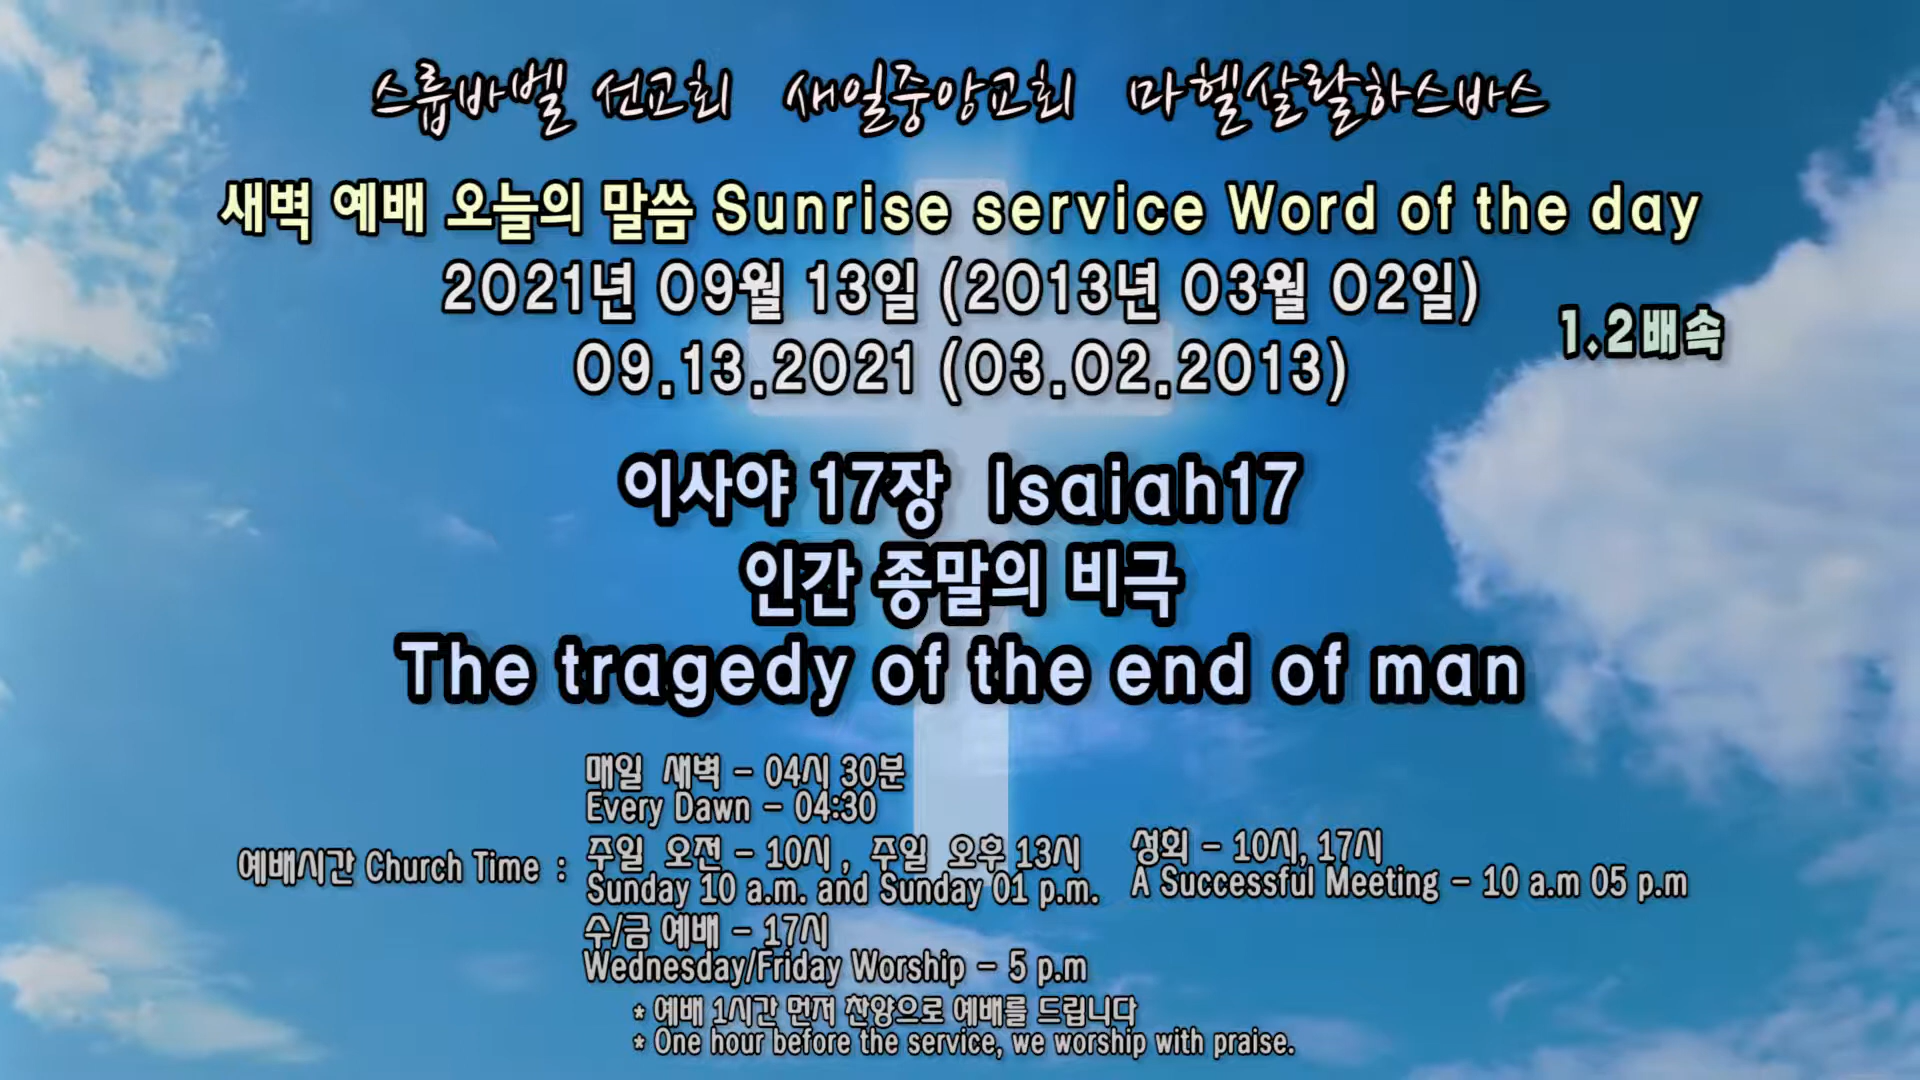 스룹바벨 선교회 새일중앙교회 마헬살랄하스바스
새벽 예배 오늘의 말씀 Sunrise service Word of the day
2021년 09월 13일 (2013년 03월 02일)
1.2배속
09.13.2021 (03.02.2013)
이사야 17장 Isaiah17
인간 종말의 비극
The tragedy of the end of man
매일 새벽 - 04시 30분
Every Dawn - 04:30
예배시간 Church Time :
주일 오전 - 10시 , 주일 오후 13시
Sunday 10 a.m. and Sunday 01 p.m.
성회 - 10시, 17시
A Successful Meeting - 10 a.m 05 p.m
수/금 예배 - 17시
Wednesday/Friday Worship - 5 p.m
* 예배 1시간 먼저 찬양으로 예배를 드립니다
* One hour before the service, we worship with praise.